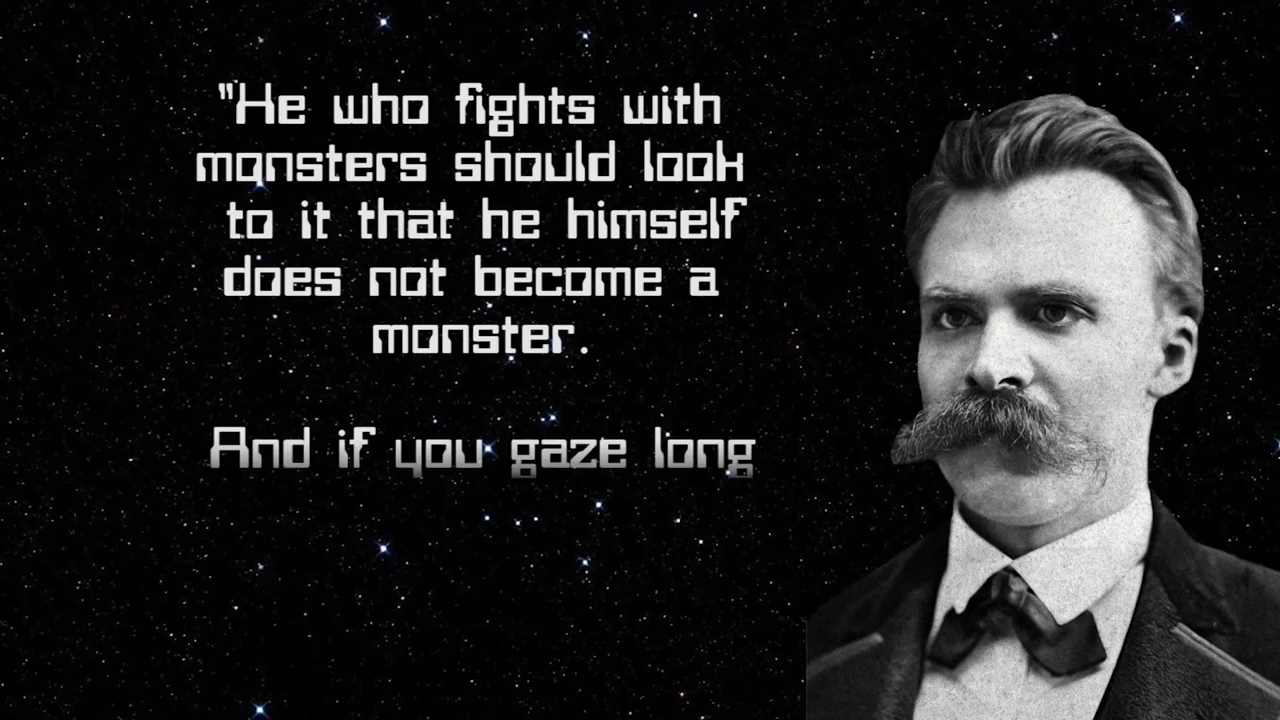 "He who fights with
monsters should look
to it that he himself
does not become a
monster.
And if you gaze long